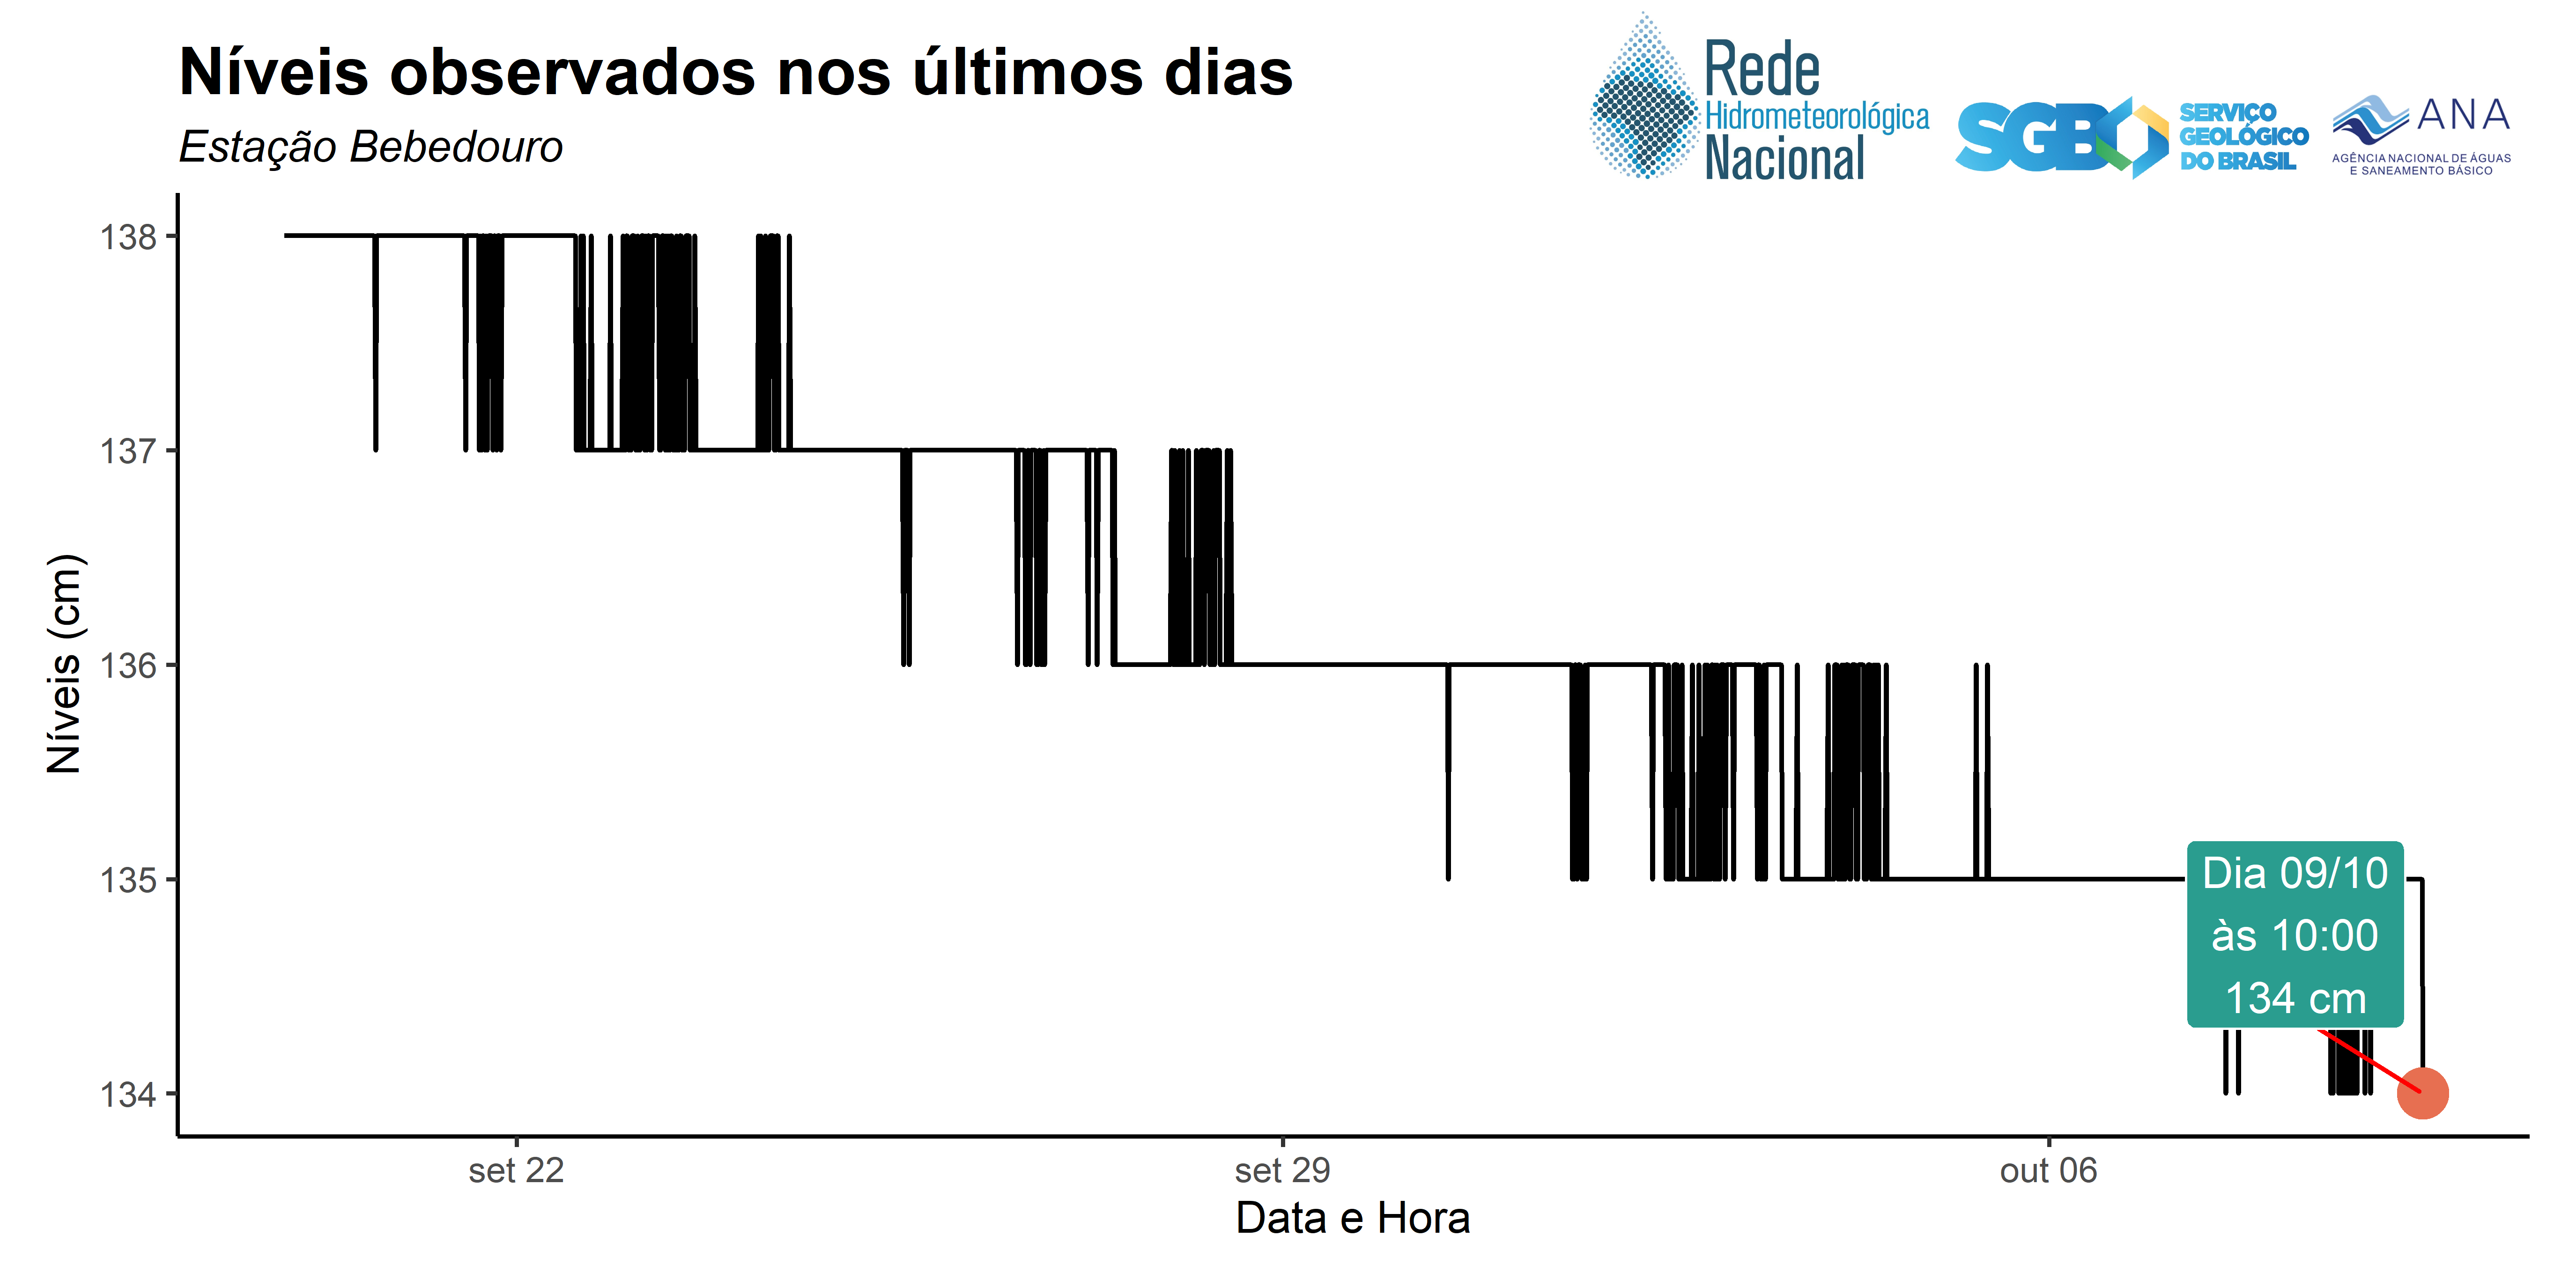 Níveis observados nos últimos dias
Estação Bebedouro
Rede
Hidrometeorológica
Nacional
SGB
SERVIÇO
GEOLÓGICO
DO BRASIL
ANA
AGÊNCIA NACIONAL DE ÁGUAS
E SANEAMENTO BÁSICO
138
137
136
135
134
Níveis (cm)
Dia 09/10
às 10:00
134 cm
set 22
set 29
out 06
Data e Hora